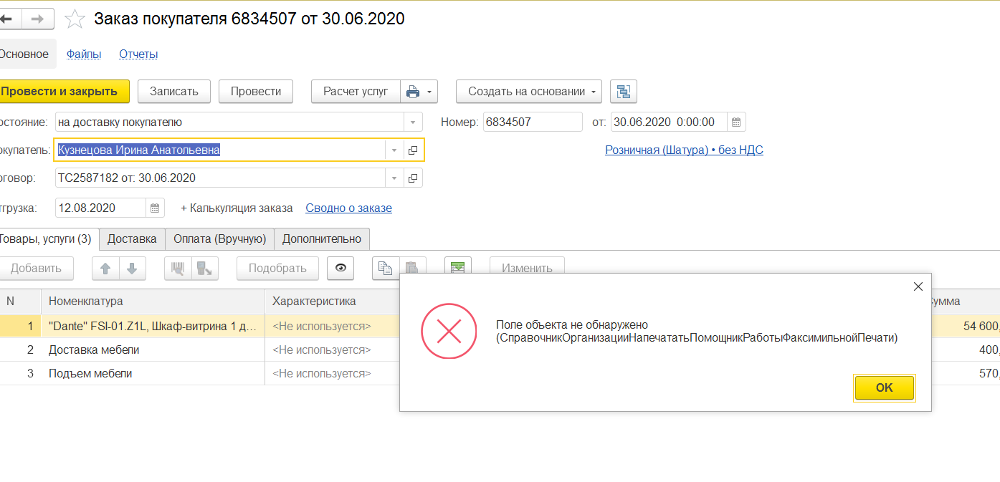 Заказ покупателя 6834507 от 30.06.2020
Основное Файлы Отчеты
Провести и закрыть Записать Провести Расчет услуг Создать на основании
остояние: на доставку покупателю Номер: 6834507 от: 30.06.2020 0:00:00
окупатель: Кузнецова Ирина Анатольевна Розничная (Шатура) • без НДС
оговор: ТС2587182 от: 30.06.2020
тгрузка: 12.08.2020 + Калькуляция заказа Сводно о заказе
Товары, услуги (3) Доставка Оплата (Вручную) Дополнительно
Добавить Подобрать Изменить
N Номенклатура Характеристика Сумма
1 "Dante" FSI-01.Z1L, Шкаф-витрина 1 д... <Не используется> 54 600,
2 Доставка мебели <Не используется> 400,
3 Подъем мебели <Не используется> 570,
Поле объекта не обнаружено
(СправочникОрганизацииНапечататьПомощникРаботыФаксимильнойПечати)
OK